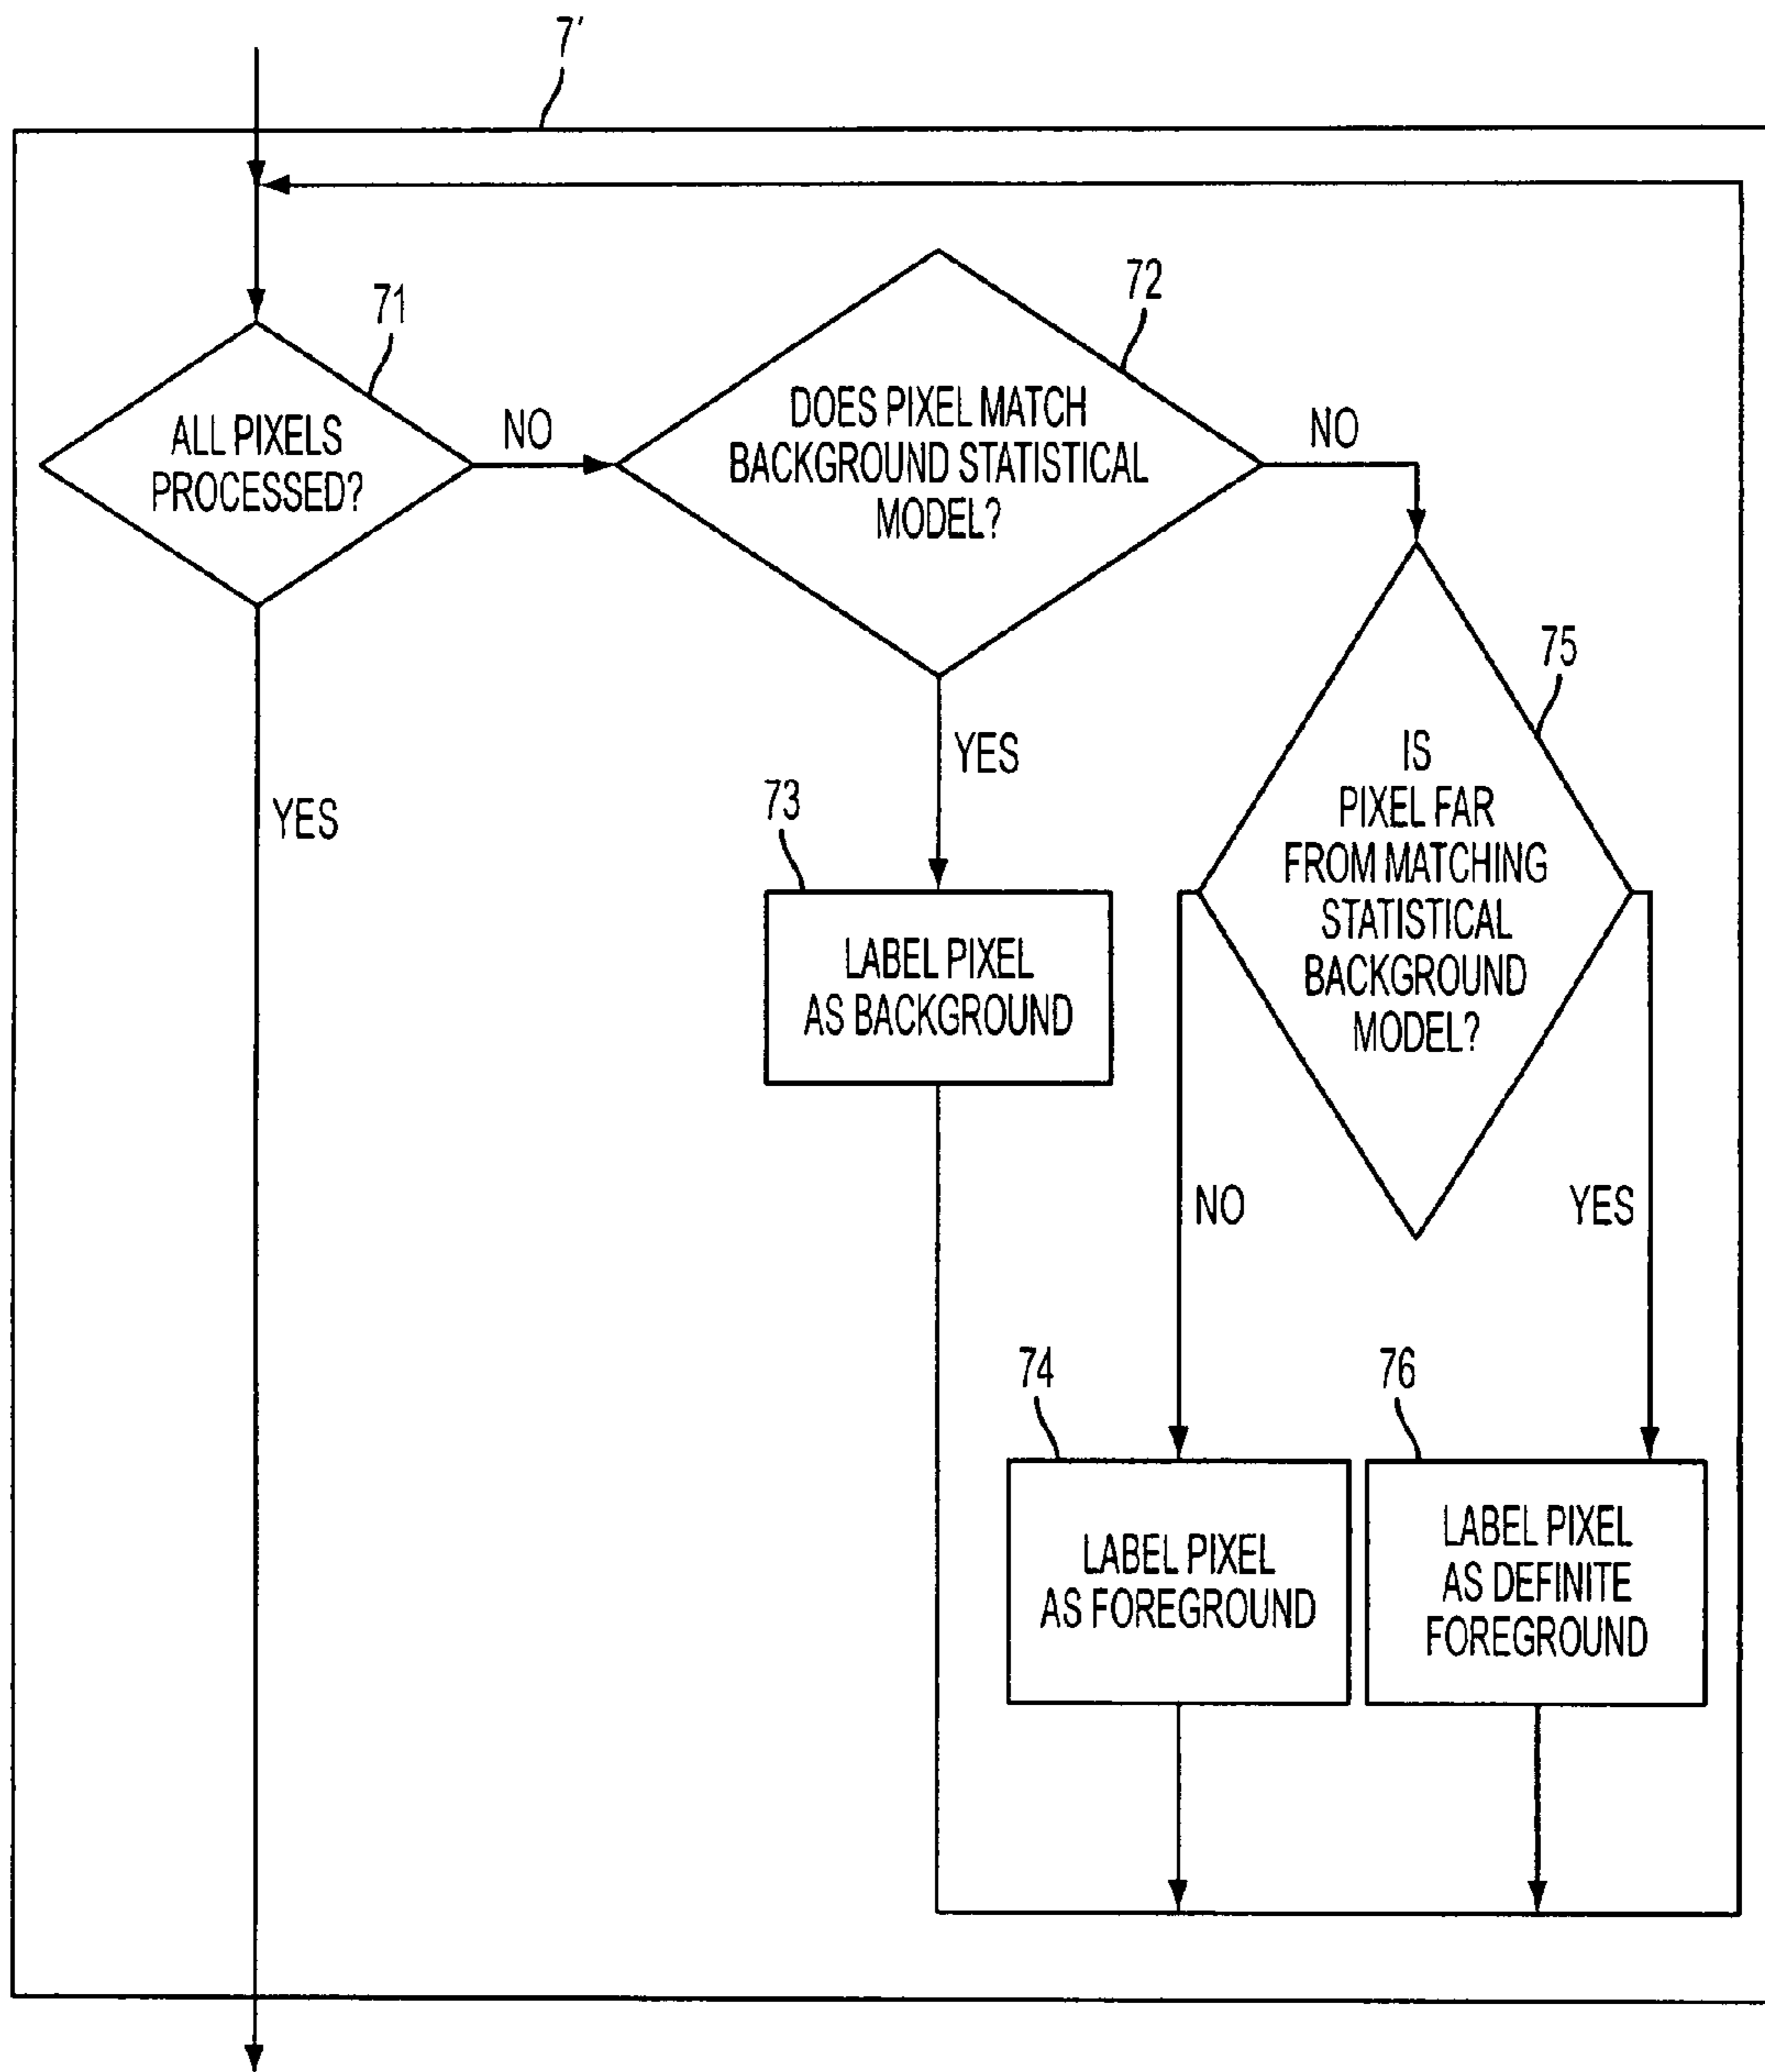 7'
71
ALL PIXELS
PROCESSED?
NO
YES
72
DOES PIXEL MATCH
BACKGROUND STATISTICAL
MODEL?
NO
YES
73
LABEL PIXEL
AS BACKGROUND
75
IS
PIXEL FAR
FROM MATCHING
STATISTICAL
BACKGROUND
MODEL?
NO
YES
74
LABEL PIXEL
AS FOREGROUND
76
LABEL PIXEL
AS DEFINITE
FOREGROUND